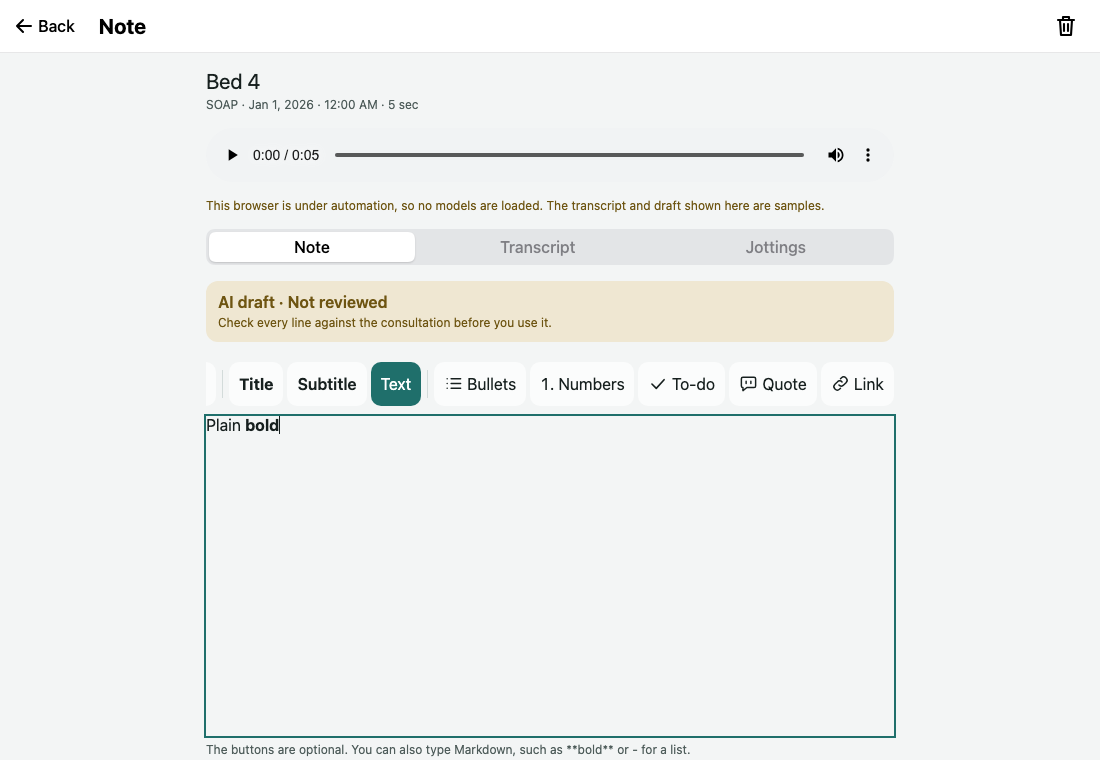 Back Note
Bed 4
SOAP · Jan 1, 2026 · 12:00 AM · 5 sec
0:00 / 0:05
This browser is under automation, so no models are loaded. The transcript and draft shown here are samples.
Note Transcript Jottings
AI draft · Not reviewed
Check every line against the consultation before you use it.
Title Subtitle Text Bullets 1. Numbers To-do Quote Link
Plain bold
The buttons are optional. You can also type Markdown, such as **bold** or - for a list.